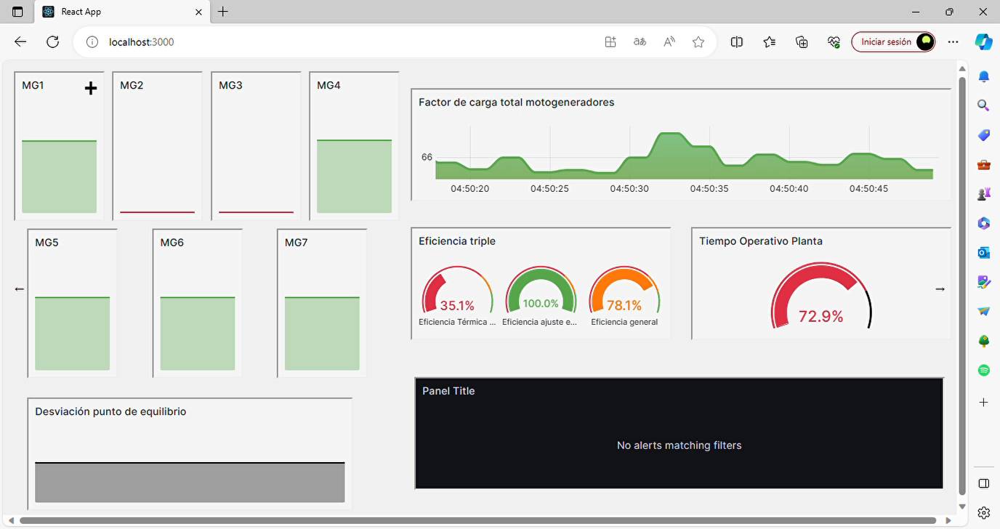 React App
localhost:3000
Iniciar sesión
MG1
MG2
MG3
MG4
Factor de carga total motogeneradores
66
04:50:20
04:50:25
04:50:30
04:50:35
04:50:40
04:50:45
MG5
MG6
MG7
Eficiencia triple
35.1%
100.0%
78.1%
Eficiencia Térmica ...
Eficiencia ajuste e...
Eficiencia general
Tiempo Operativo Planta
72.9%
Desviación punto de equilibrio
Panel Title
No alerts matching filters